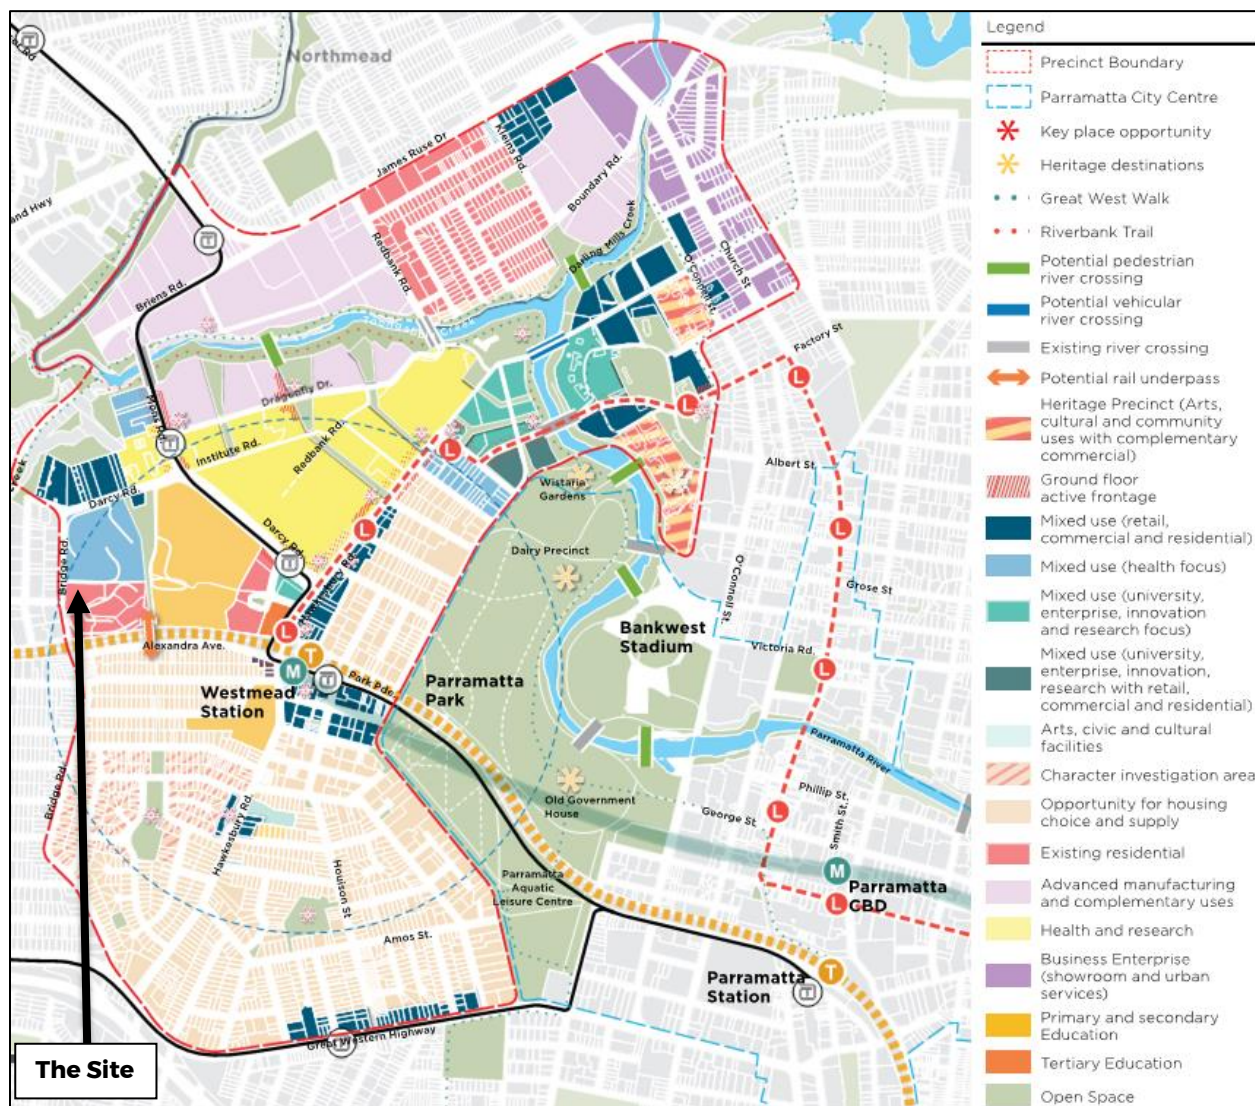 Northmead
James Ruse Dr
Kleins Rd.
Boundary Rd.
Redbank Rd.
Darling Mills Creek
O'Connell St.
Church St
Factory St
Briens Rd.
Creek
Dragonfly Dr.
Institute Rd.
Redbank Rd.
Darcy Rd.
Darcy Rd.
Bridge Rd.
Creek
L
L
L
L
Albert St.
Wistaria
Gardens
Dairy Precinct
O'Connell St.
L
Grose St
Bankwest
Stadium
Victoria Rd.
L
Alexandra Ave.
T
M
Westmead
Station
Park Pde.
Parramatta
Park
Parramatta River
Old Government
House
Phillip St.
George St.
L
Smith St.
M
Parramatta
CBD
L
Bridge Rd.
Hawkesbury Rd.
Houison St
Amos St.
Parramatta
Aquatic
Leisure Centre
Parramatta
Station
T
Great Western Highway
The Site
Legend
Precinct Boundary
Parramatta City Centre
Key place opportunity
Heritage destinations
Great West Walk
Riverbank Trail
Potential pedestrian
river crossing
Potential vehicular
river crossing
Existing river crossing
Potential rail underpass
Heritage Precinct (Arts,
cultural and community
uses with complementary
commercial)
Ground floor
active frontage
Mixed use (retail,
commercial and residential)
Mixed use (health focus)
Mixed use (university,
enterprise, innovation
and research focus)
Mixed use (university,
enterprise, innovation,
research with retail,
commercial and residential)
Arts, civic and cultural
facilities
Character investigation area
Opportunity for housing
choice and supply
Existing residential
Advanced manufacturing
and complementary uses
Health and research
Business Enterprise
(showroom and urban
services)
Primary and secondary
Education
Tertiary Education
Open Space